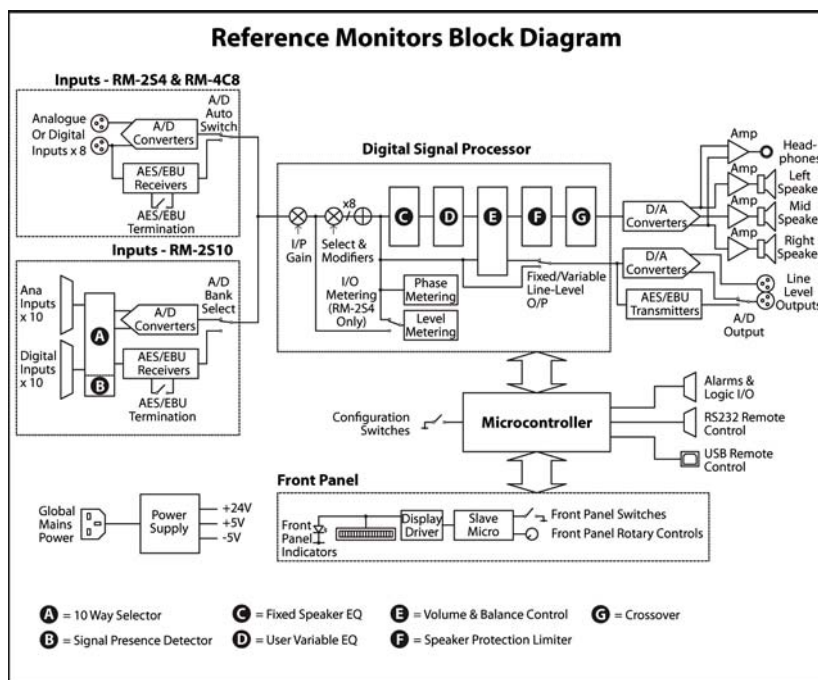 Reference Monitors Block Diagram
Inputs - RM-2S4 & RM-4C8
Analogue
Or Digital
Inputs x 8
A/D
Converters
A/D
Auto
Switch
AES/EBU
Receivers
AES/EBU
Termination
Inputs - RM-2S10
Ana
Inputs
x 10
Digital
Inputs
x 10
A
B
A/D
Converters
A/D
Bank
Select
AES/EBU
Receivers
AES/EBU
Termination
Digital Signal Processor
I/P
Gain
x8
Select &
Modifiers
C
D
E
F
G
I/O
Metering
(RM-2S4
Only)
Phase
Metering
Level
Metering
Fixed/Variable
Line-Level
O/P
D/A
Converters
Amp
Head-
phones
Amp
Left
Speaker
Amp
Mid
Speaker
Amp
Right
Speaker
D/A
Converters
AES/EBU
Transmitters
A/D
Output
Line
Level
Outputs
Configuration
Switches
Microcontroller
Alarms &
Logic I/O
RS232 Remote
Control
USB Remote
Control
Global
Mains
Power
Power
Supply
+24V
+5V
-5V
Front Panel
Front
Panel
Indicators
Display
Driver
Slave
Micro
Front Panel Switches
Front Panel Rotary Controls
A = 10 Way Selector
C = Fixed Speaker EQ
E = Volume & Balance Control
G = Crossover
B = Signal Presence Detector
D = User Variable EQ
F = Speaker Protection Limiter